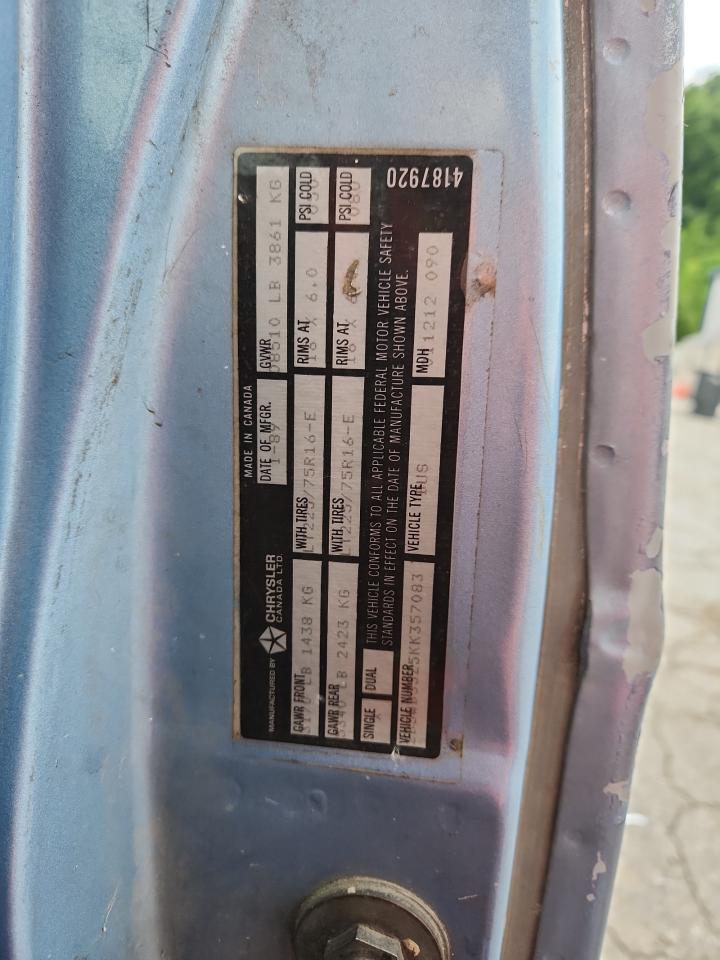 MADE IN CANADA
MANUFACTURED BY CHRYSLER CANADA LTD.
DATE OF MFGR. GVWR
1-89 08510 LB 3861 KG
GAWR FRONT WITH TIRES RIMS AT PSI COLD
LB 1438 KG LT225/75R16-E 16 X 6.0
GAWR REAR WITH TIRES RIMS AT PSI COLD
LB 2423 KG LT225/75R16-E 16 X 080
SINGLE DUAL
X
THIS VEHICLE CONFORMS TO ALL APPLICABLE FEDERAL MOTOR VEHICLE SAFETY
STANDARDS IN EFFECT ON THE DATE OF MANUFACTURE SHOWN ABOVE.
VEHICLE NUMBER VEHICLE TYPE MDH
5KK357083 BUS 1212 090
4187920